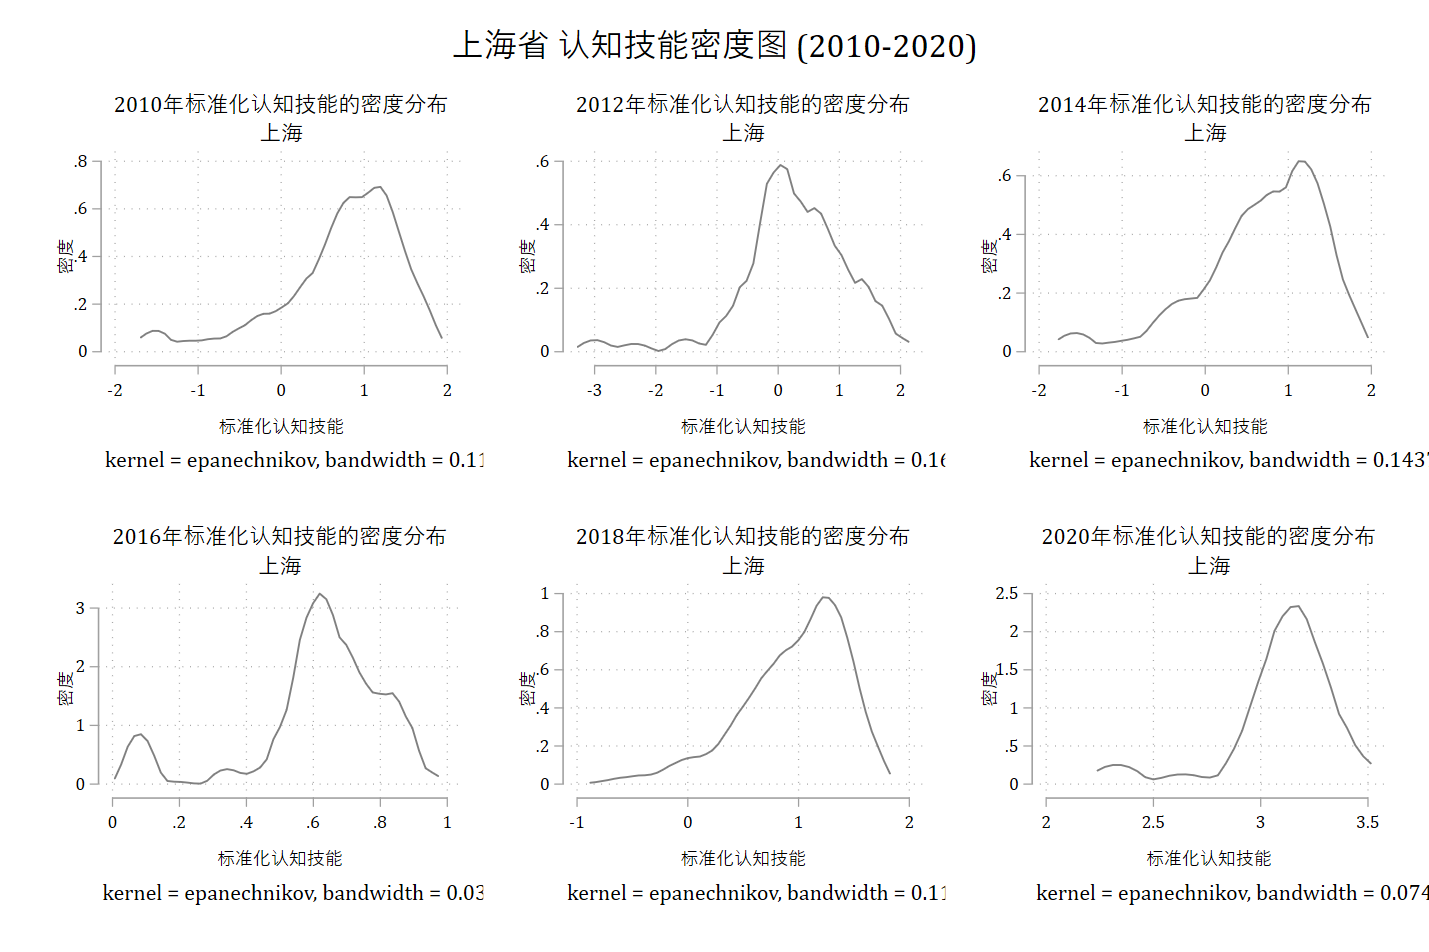 上海省 认知技能密度图 (2010-2020)
2010年标准化认知技能的密度分布
上海
密度
.8
.6
.4
.2
0
-2 -1 0 1 2
标准化认知技能
kernel = epanechnikov, bandwidth = 0.11
2012年标准化认知技能的密度分布
上海
密度
.6
.4
.2
0
-3 -2 -1 0 1 2
标准化认知技能
kernel = epanechnikov, bandwidth = 0.16
2014年标准化认知技能的密度分布
上海
密度
.6
.4
.2
0
-2 -1 0 1 2
标准化认知技能
kernel = epanechnikov, bandwidth = 0.143
2016年标准化认知技能的密度分布
上海
密度
3
2
1
0
0 .2 .4 .6 .8 1
标准化认知技能
kernel = epanechnikov, bandwidth = 0.03
2018年标准化认知技能的密度分布
上海
密度
1
.8
.6
.4
.2
0
-1 0 1 2
标准化认知技能
kernel = epanechnikov, bandwidth = 0.11
2020年标准化认知技能的密度分布
上海
密度
2.5
2
1.5
1
.5
0
2 2.5 3 3.5
标准化认知技能
kernel = epanechnikov, bandwidth = 0.074